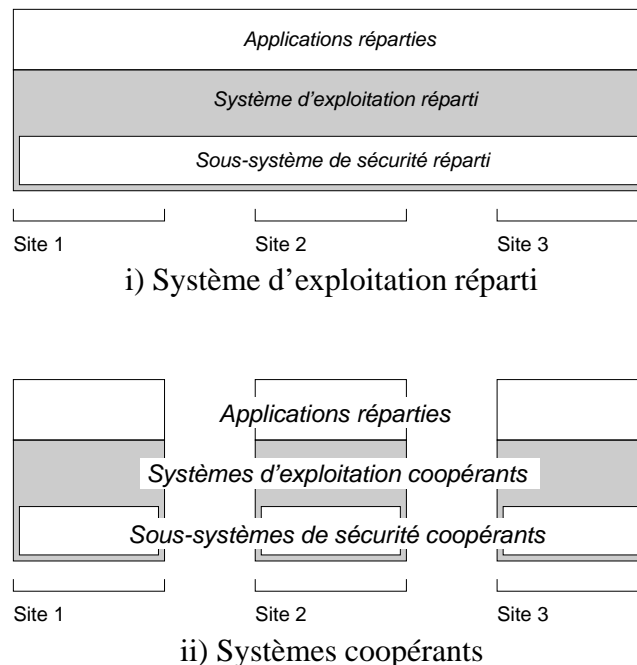 Applications réparties
Système d'exploitation réparti
Sous-système de sécurité réparti
Site 1 Site 2 Site 3
i) Système d'exploitation réparti
Applications réparties
Systèmes d'exploitation coopérants
Sous-systèmes de sécurité coopérants
Site 1 Site 2 Site 3
ii) Systèmes coopérants